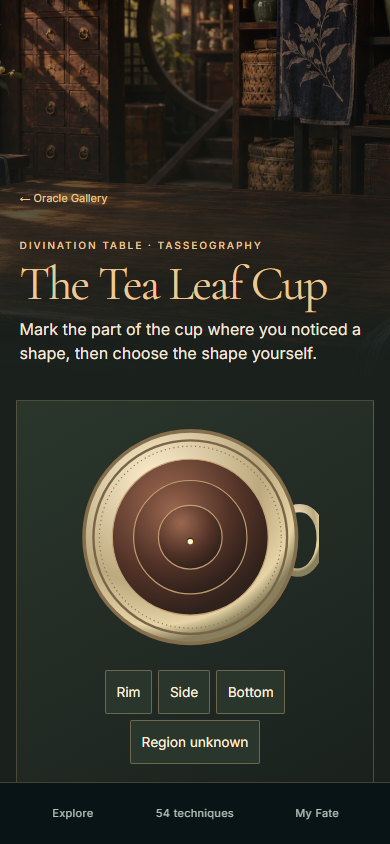 ← Oracle Gallery
DIVINATION TABLE · TASSEOGRAPHY
The Tea Leaf Cup
Mark the part of the cup where you noticed a
shape, then choose the shape yourself.
Rim Side Bottom
Region unknown
Explore 54 techniques My Fate